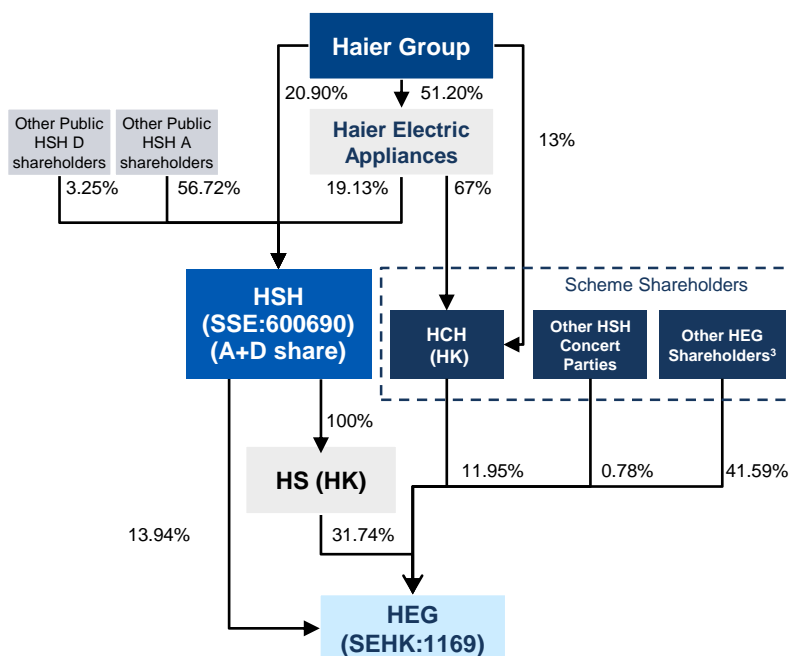 Haier Group
20.90%
51.20%
Other Public
HSH D
shareholders
Other Public
HSH A
shareholders
Haier Electric
Appliances
13%
3.25%
56.72%
19.13%
67%
Scheme Shareholders
HSH
(SSE:600690)
(A+D share)
HCH
(HK)
Other HSH
Concert
Parties
Other HEG
Shareholders³
100%
HS (HK)
11.95%
0.78%
41.59%
13.94%
31.74%
HEG
(SEHK:1169)